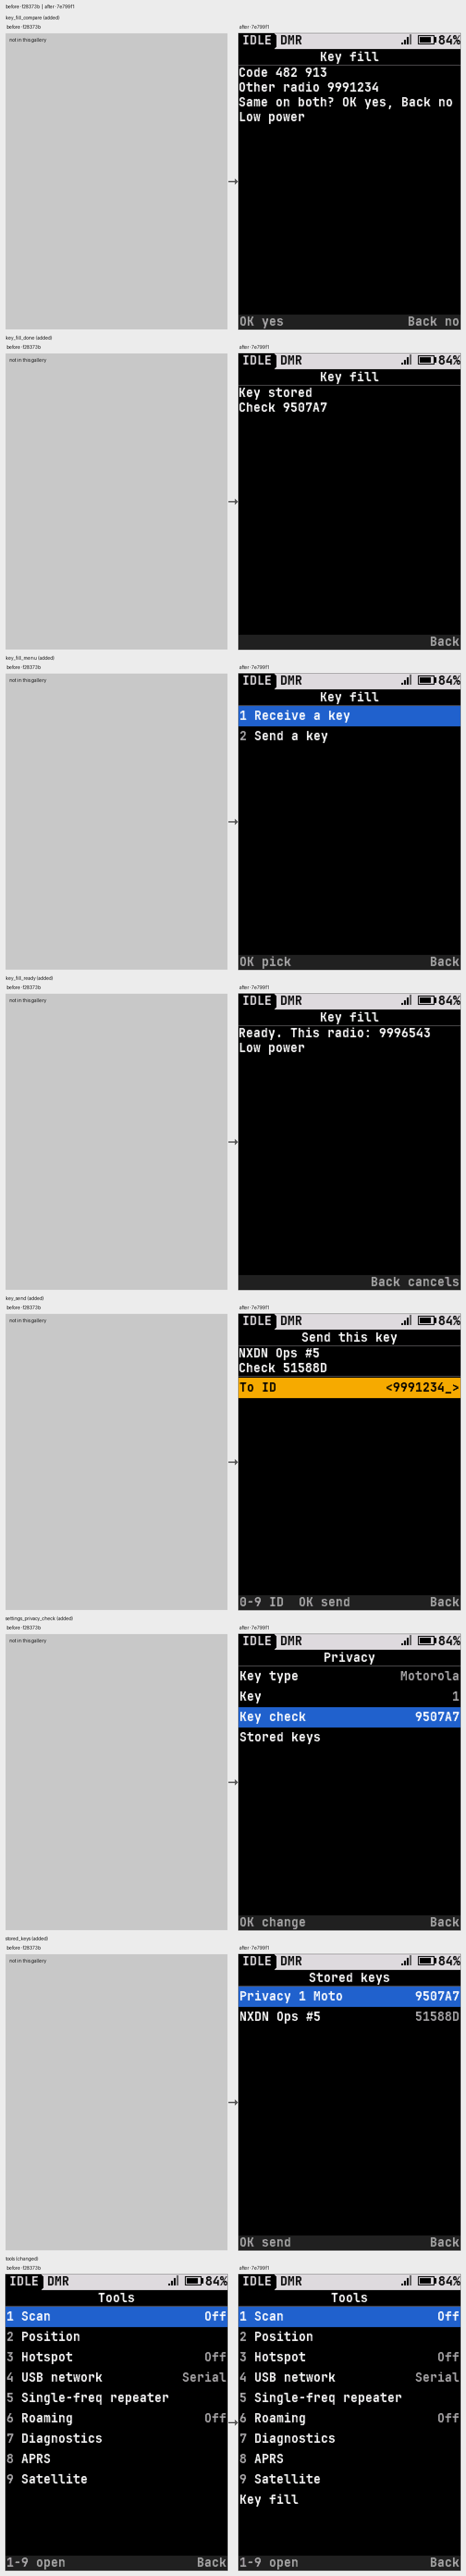 before · f28373b | after · 7e799f1
key_fill_compare (added)
before · f28373b
after · 7e799f1
not in this gallery
IDLE DMR 84%
Key fill
Code 482 913
Other radio 9991234
Same on both? OK yes, Back no
Low power
→
OK yes Back no
key_fill_done (added)
before · f28373b
after · 7e799f1
not in this gallery
IDLE DMR 84%
Key fill
Key stored
Check 9507A7
→
Back
key_fill_menu (added)
before · f28373b
after · 7e799f1
not in this gallery
IDLE DMR 84%
Key fill
1 Receive a key
2 Send a key
→
OK pick Back
key_fill_ready (added)
before · f28373b
after · 7e799f1
not in this gallery
IDLE DMR 84%
Key fill
Ready. This radio: 9996543
Low power
→
Back cancels
key_send (added)
before · f28373b
after · 7e799f1
not in this gallery
IDLE DMR 84%
Send this key
NXDN Ops #5
Check 51588D
To ID <9991234_>
→
0-9 ID OK send Back
settings_privacy_check (added)
before · f28373b
after · 7e799f1
not in this gallery
IDLE DMR 84%
Privacy
Key type Motorola
Key 1
Key check 9507A7
Stored keys
→
OK change Back
stored_keys (added)
before · f28373b
after · 7e799f1
not in this gallery
IDLE DMR 84%
Stored keys
Privacy 1 Moto 9507A7
NXDN Ops #5 51588D
→
OK send Back
tools (changed)
before · f28373b
IDLE DMR 84%
Tools
1 Scan Off
2 Position
3 Hotspot Off
4 USB network Serial
5 Single-freq repeater
6 Roaming Off
7 Diagnostics
8 APRS
9 Satellite
1-9 open Back
→
after · 7e799f1
IDLE DMR 84%
Tools
1 Scan Off
2 Position
3 Hotspot Off
4 USB network Serial
5 Single-freq repeater
6 Roaming Off
7 Diagnostics
8 APRS
9 Satellite
Key fill
1-9 open Back